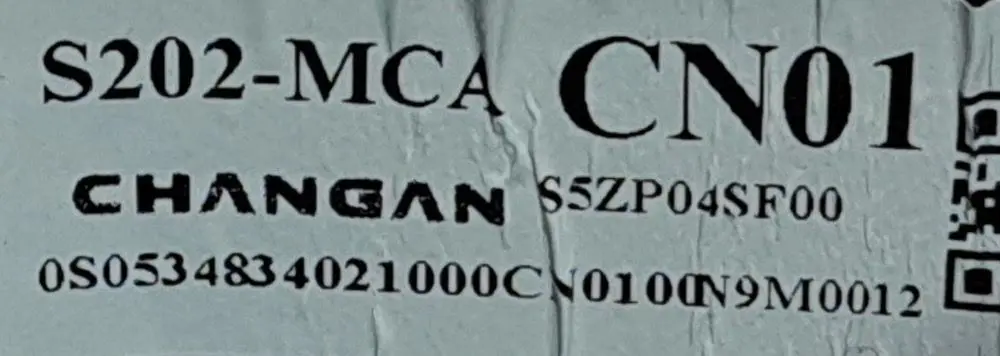 S202-MCA CN01
CHANGAN S5ZP04SF00
0S0534834021000CN0100N9M0012